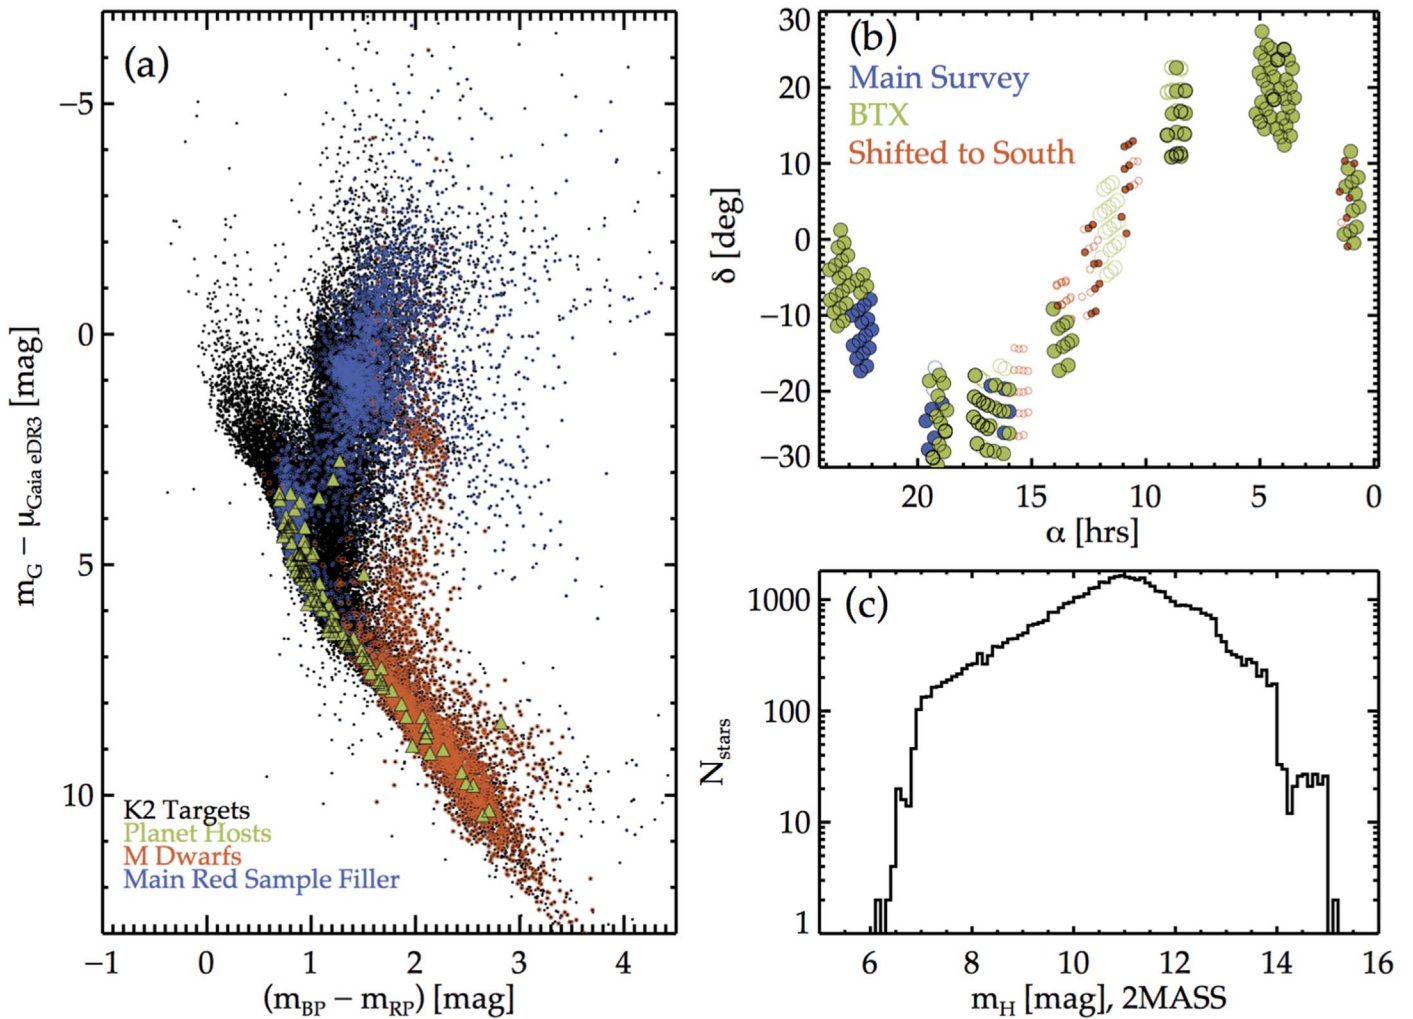 (a)
−5
0
5
10
m_G − μ_Gaia eDR3 [mag]
K2 Targets
Planet Hosts
M Dwarfs
Main Red Sample Filler
−1 0 1 2 3 4
(m_BP − m_RP) [mag]
(b)
Main Survey
BTX
Shifted to South
30
20
10
0
−10
−20
−30
δ [deg]
20 15 10 5 0
α [hrs]
(c)
1000
100
10
1
N_stars
6 8 10 12 14 16
m_H [mag], 2MASS